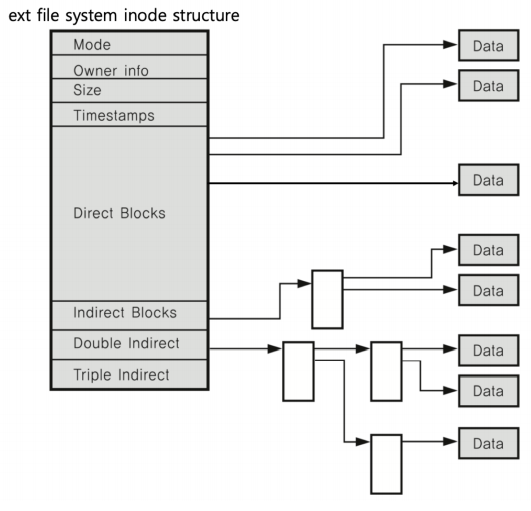 ext file system inode structure
Mode
Owner info
Size
Timestamps
Direct Blocks
Indirect Blocks
Double Indirect
Triple Indirect
Data
Data
Data
Data
Data
Data
Data
Data